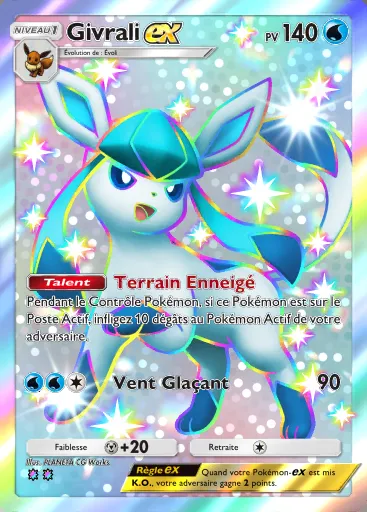 NIVEAU 1
Givrali ex
PV 140
Évolution de : Évoli
Talent Terrain Enneigé
Pendant le Contrôle Pokémon, si ce Pokémon est sur le
Poste Actif, infligez 10 dégâts au Pokémon Actif de votre
adversaire.
Vent Glaçant 90
Faiblesse +20
Retraite
Illus. PLANETA CG Works
Règle ex
Quand votre Pokémon-ex est mis
K.O., votre adversaire gagne 2 points.